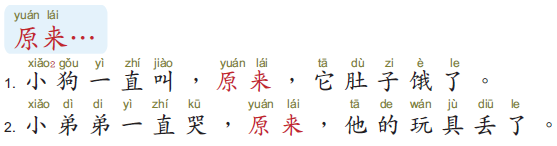 yuán lái
原来…
xiǎo2 gǒu yì zhí jiào yuán lái tā dù zi è le
1. 小狗一直叫，原来，它肚子饿了。
xiǎo dì di yì zhí kū yuán lái tā de wán jù diū le
2. 小弟弟一直哭，原来，他的玩具丢了。